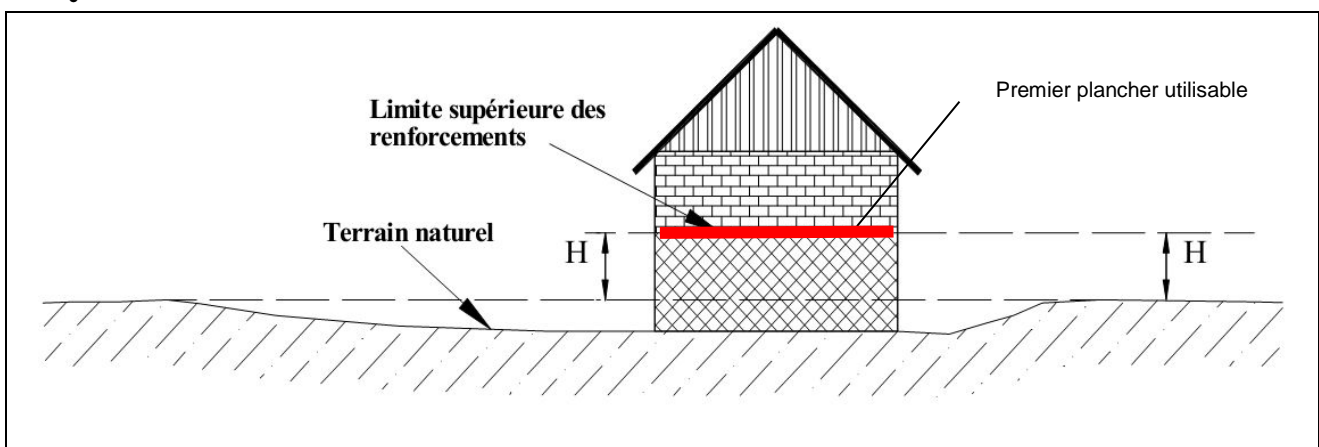 Premier plancher utilisable
Limite supérieure des
renforcements
Terrain naturel
H
H